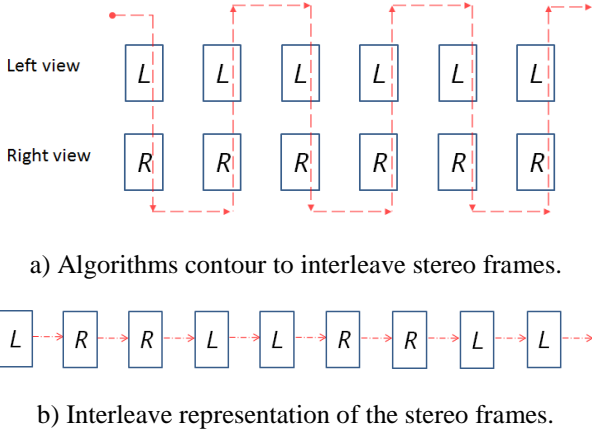 Left view L L L L L L
Right view R R R R R R
a) Algorithms contour to interleave stereo frames.
L R R L L R R L L
b) Interleave representation of the stereo frames.